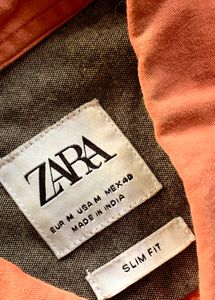 ZARA
EUR M USA M MEX 40
MADE IN INDIA
SLIM FIT